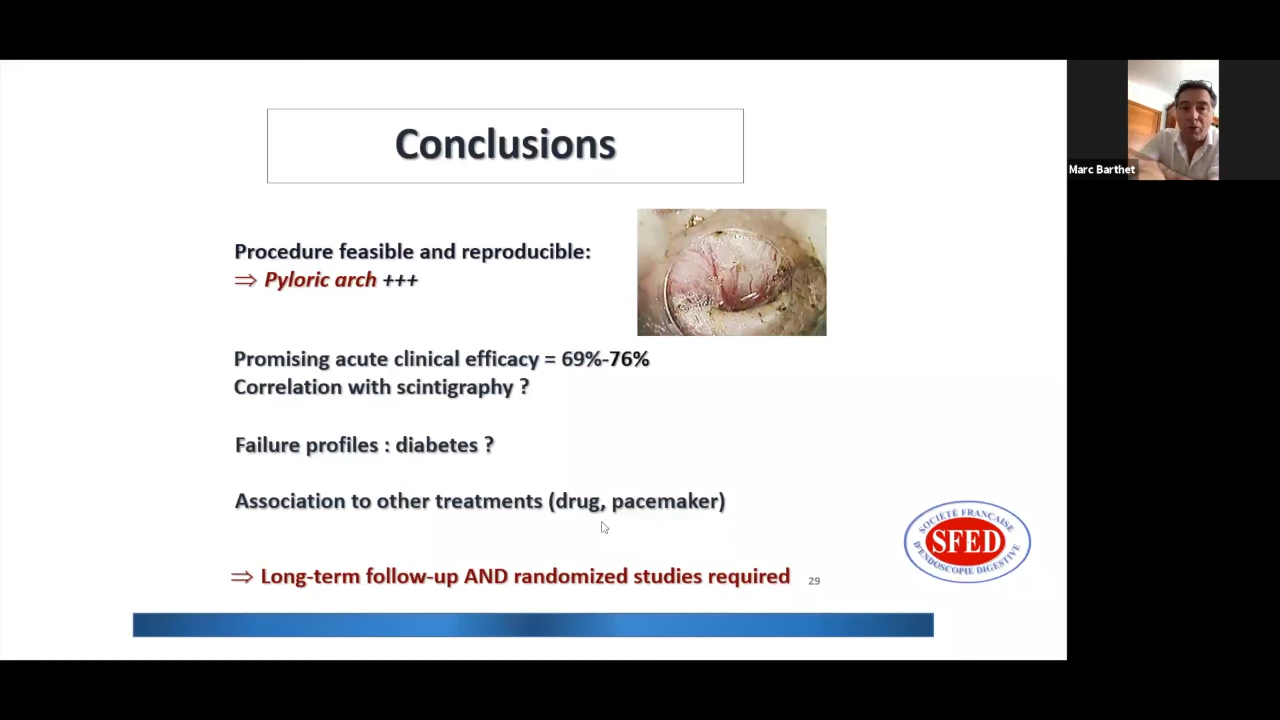 Conclusions
Marc Barthet
Procedure feasible and reproducible:
⇒ Pyloric arch +++
Promising acute clinical efficacy = 69%-76%
Correlation with scintigraphy ?
Failure profiles : diabetes ?
Association to other treatments (drug, pacemaker)
SOCIÉTÉ FRANÇAISE
SFED
D'ENDOSCOPIE DIGESTIVE
⇒ Long-term follow-up AND randomized studies required
29